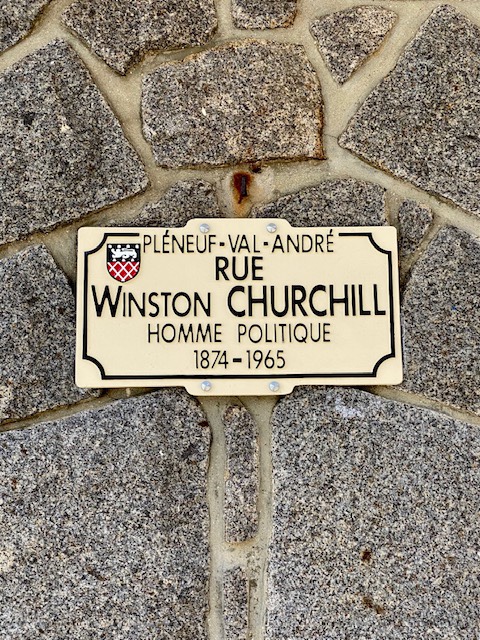 PLÉNEUF-VAL-ANDRÉ
RUE
WINSTON CHURCHILL
HOMME POLITIQUE
1874-1965